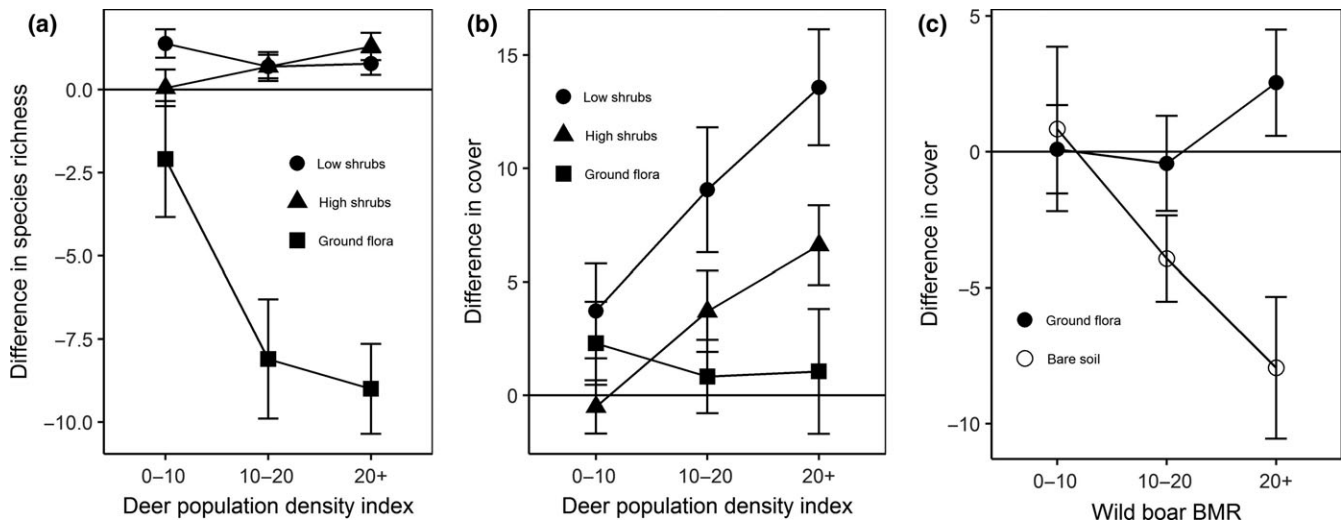 (a)
Difference in species richness
0.0
−2.5
−5.0
−7.5
−10.0
Low shrubs
High shrubs
Ground flora
0–10
10–20
20+
Deer population density index
(b)
Difference in cover
15
10
5
0
Low shrubs
High shrubs
Ground flora
0–10
10–20
20+
Deer population density index
(c)
Difference in cover
5
0
−5
−10
Ground flora
Bare soil
0–10
10–20
20+
Wild boar BMR